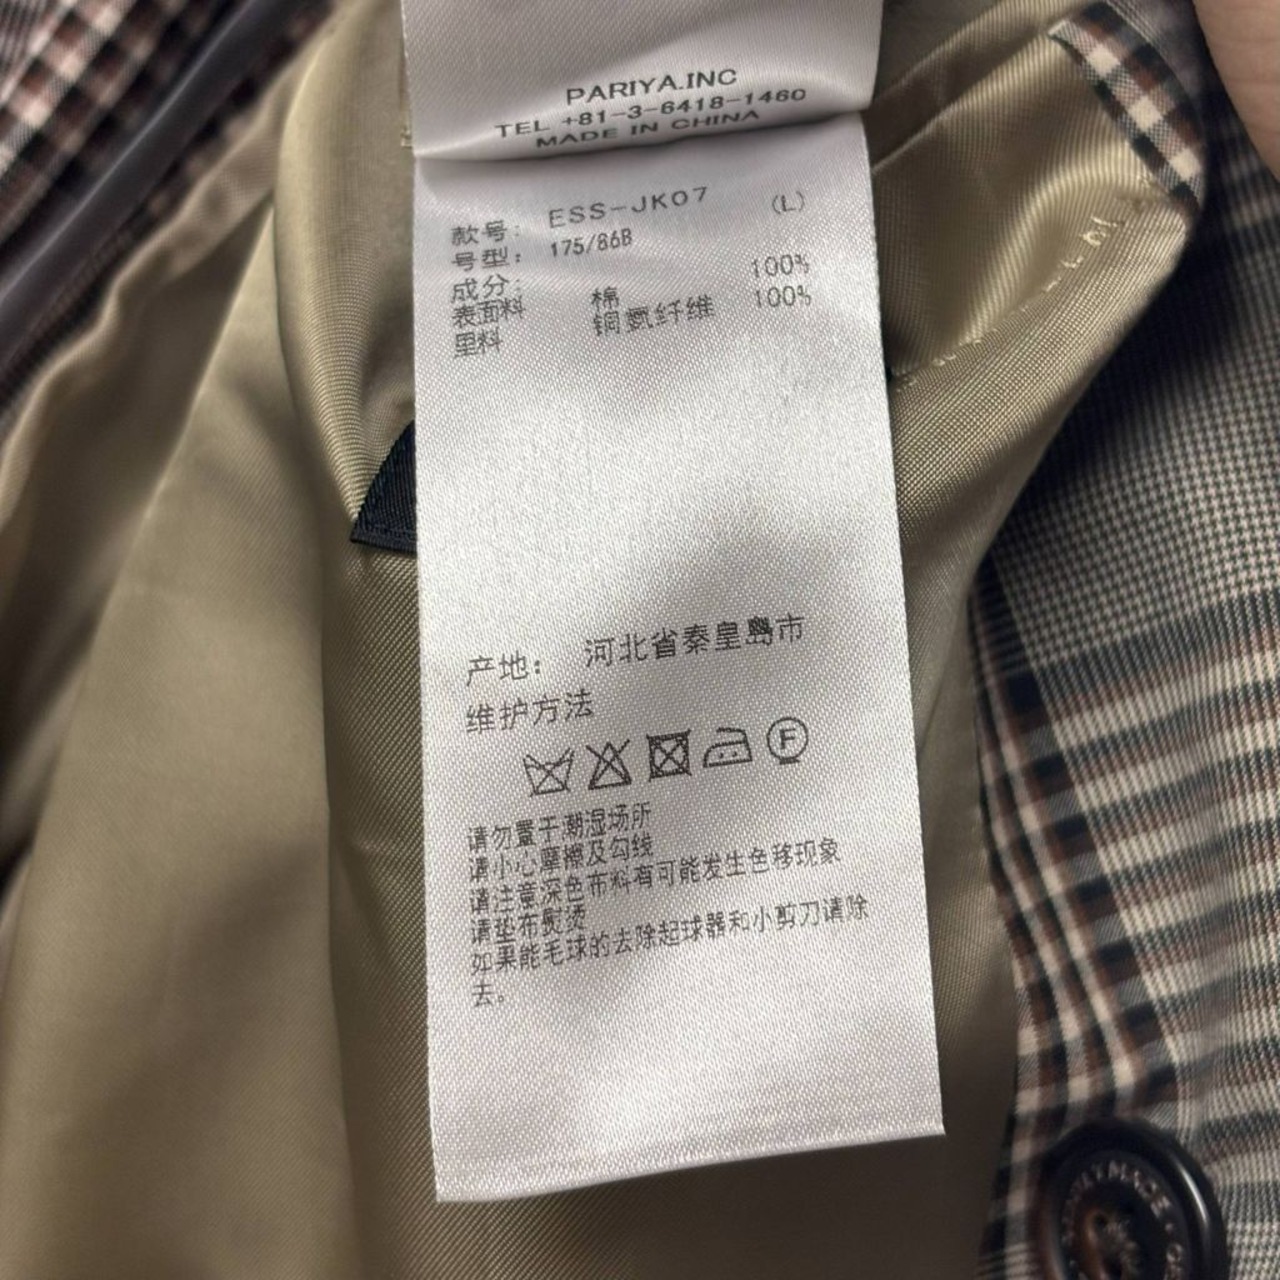 PARIYA.INC
TEL +81-3-6418-1460
MADE IN CHINA
款号: ESS-JK07 (L)
号型: 175/86B
成分:
表面料 棉 100%
里料 铜氨纤维 100%
产地: 河北省秦皇島市
维护方法
F
请勿置于潮湿场所
请小心摩擦及勾线
请注意深色布料有可能发生色移现象
请垫布熨烫
如果能毛球的去除起球器和小剪刀请除
去。